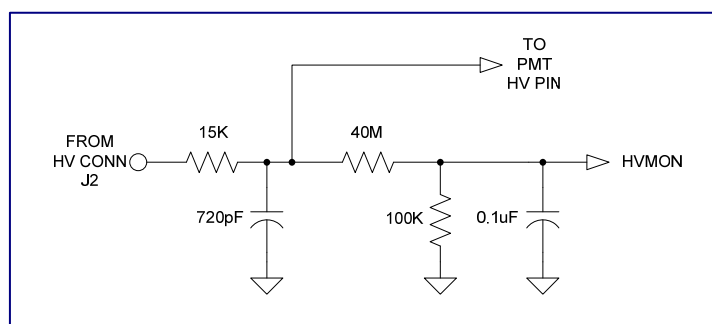 TO
PMT
HV PIN
FROM
HV CONN
J2
15K
40M
HVMON
720pF
100K
0.1uF